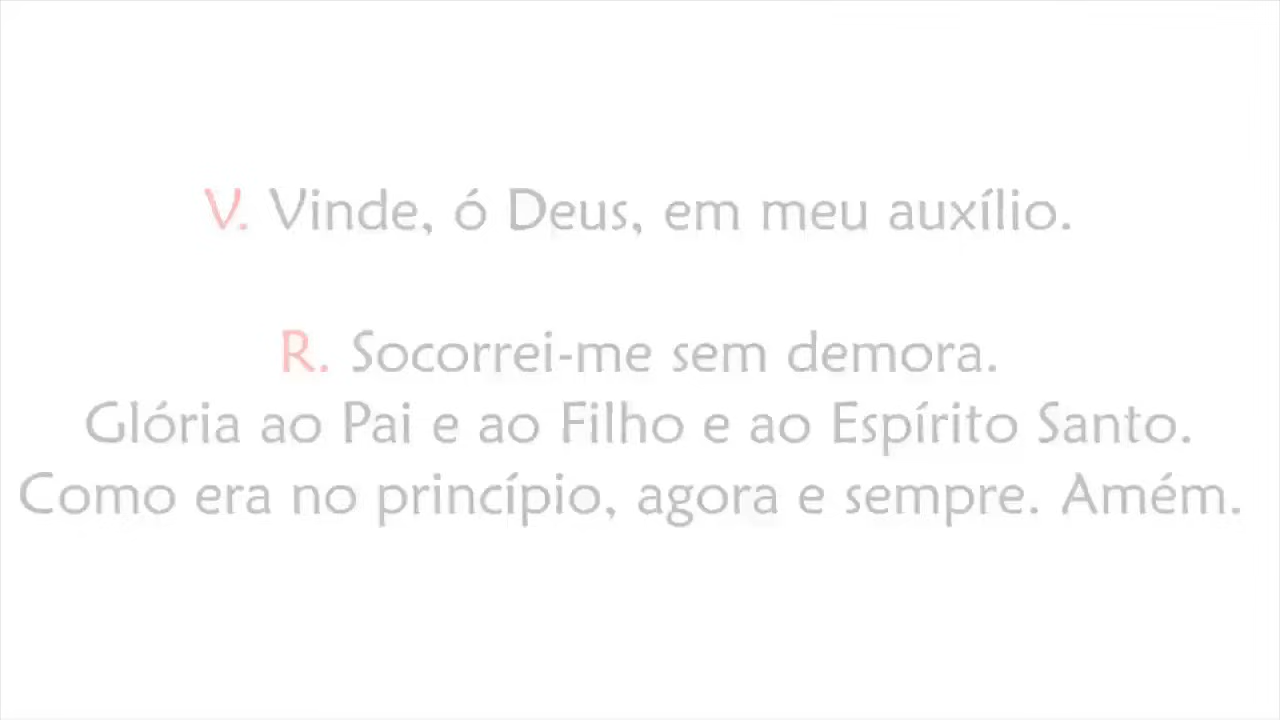 V. Vinde, ó Deus, em meu auxílio.
R. Socorrei-me sem demora.
Glória ao Pai e ao Filho e ao Espírito Santo.
Como era no princípio, agora e sempre. Amém.